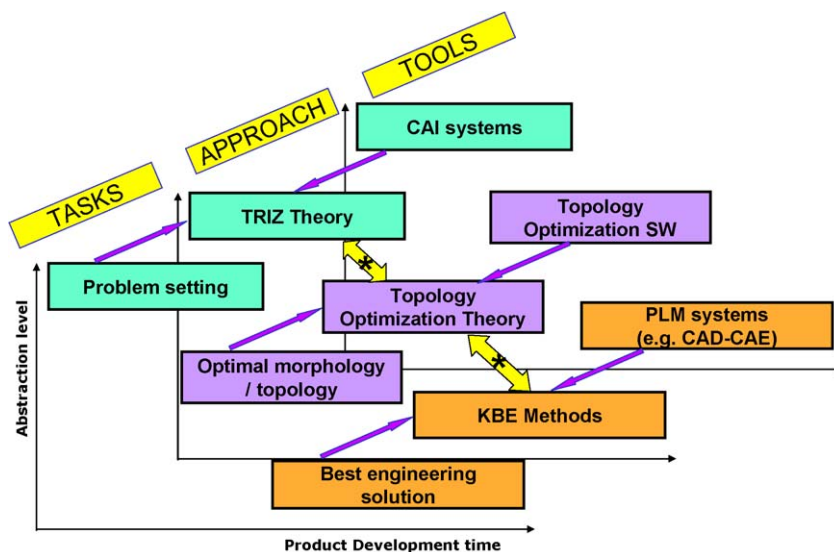 TOOLS
APPROACH
TASKS
CAI systems
TRIZ Theory
Topology
Optimization SW
*
Problem setting
Topology
Optimization Theory
PLM systems
(e.g. CAD-CAE)
Optimal morphology
/ topology
*
KBE Methods
Best engineering
solution
Abstraction level
Product Development time